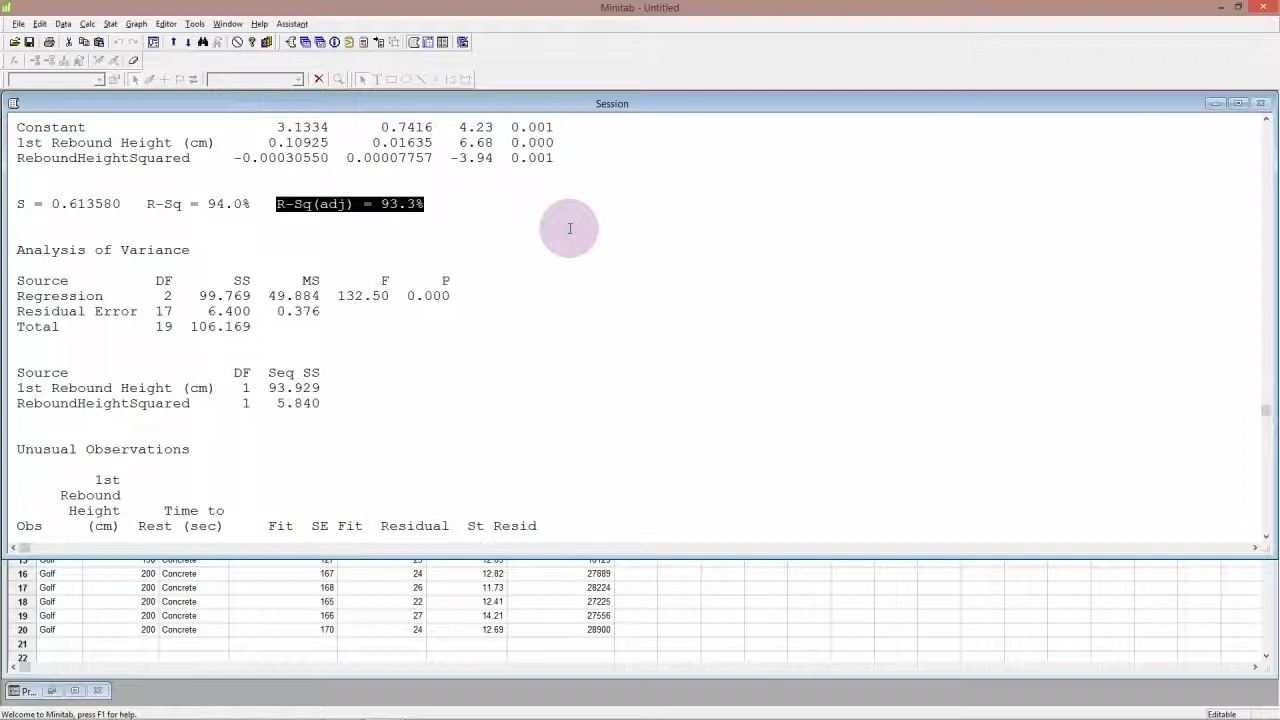 Minitab - Untitled
File Edit Data Calc Stat Graph Editor Tools Window Help Assistant
Session
Constant 3.1334 0.7416 4.23 0.001
1st Rebound Height (cm) 0.10925 0.01635 6.68 0.000
ReboundHeightSquared -0.00030550 0.00007757 -3.94 0.001
S = 0.613580 R-Sq = 94.0% R-Sq(adj) = 93.3%
Analysis of Variance
Source DF SS MS F P
Regression 2 99.769 49.884 132.50 0.000
Residual Error 17 6.400 0.376
Total 19 106.169
Source DF Seq SS
1st Rebound Height (cm) 1 93.929
ReboundHeightSquared 1 5.840
Unusual Observations
1st
Rebound
Height Time to
Obs (cm) Rest (sec) Fit SE Fit Residual St Resid
16 Golf 200 Concrete 167 24 12.82 27889
17 Golf 200 Concrete 168 26 11.73 28224
18 Golf 200 Concrete 165 22 12.41 27225
19 Golf 200 Concrete 166 27 14.21 27556
20 Golf 200 Concrete 170 24 12.69 28900
21
22
Pr...
Welcome to Minitab, press F1 for help. Editable